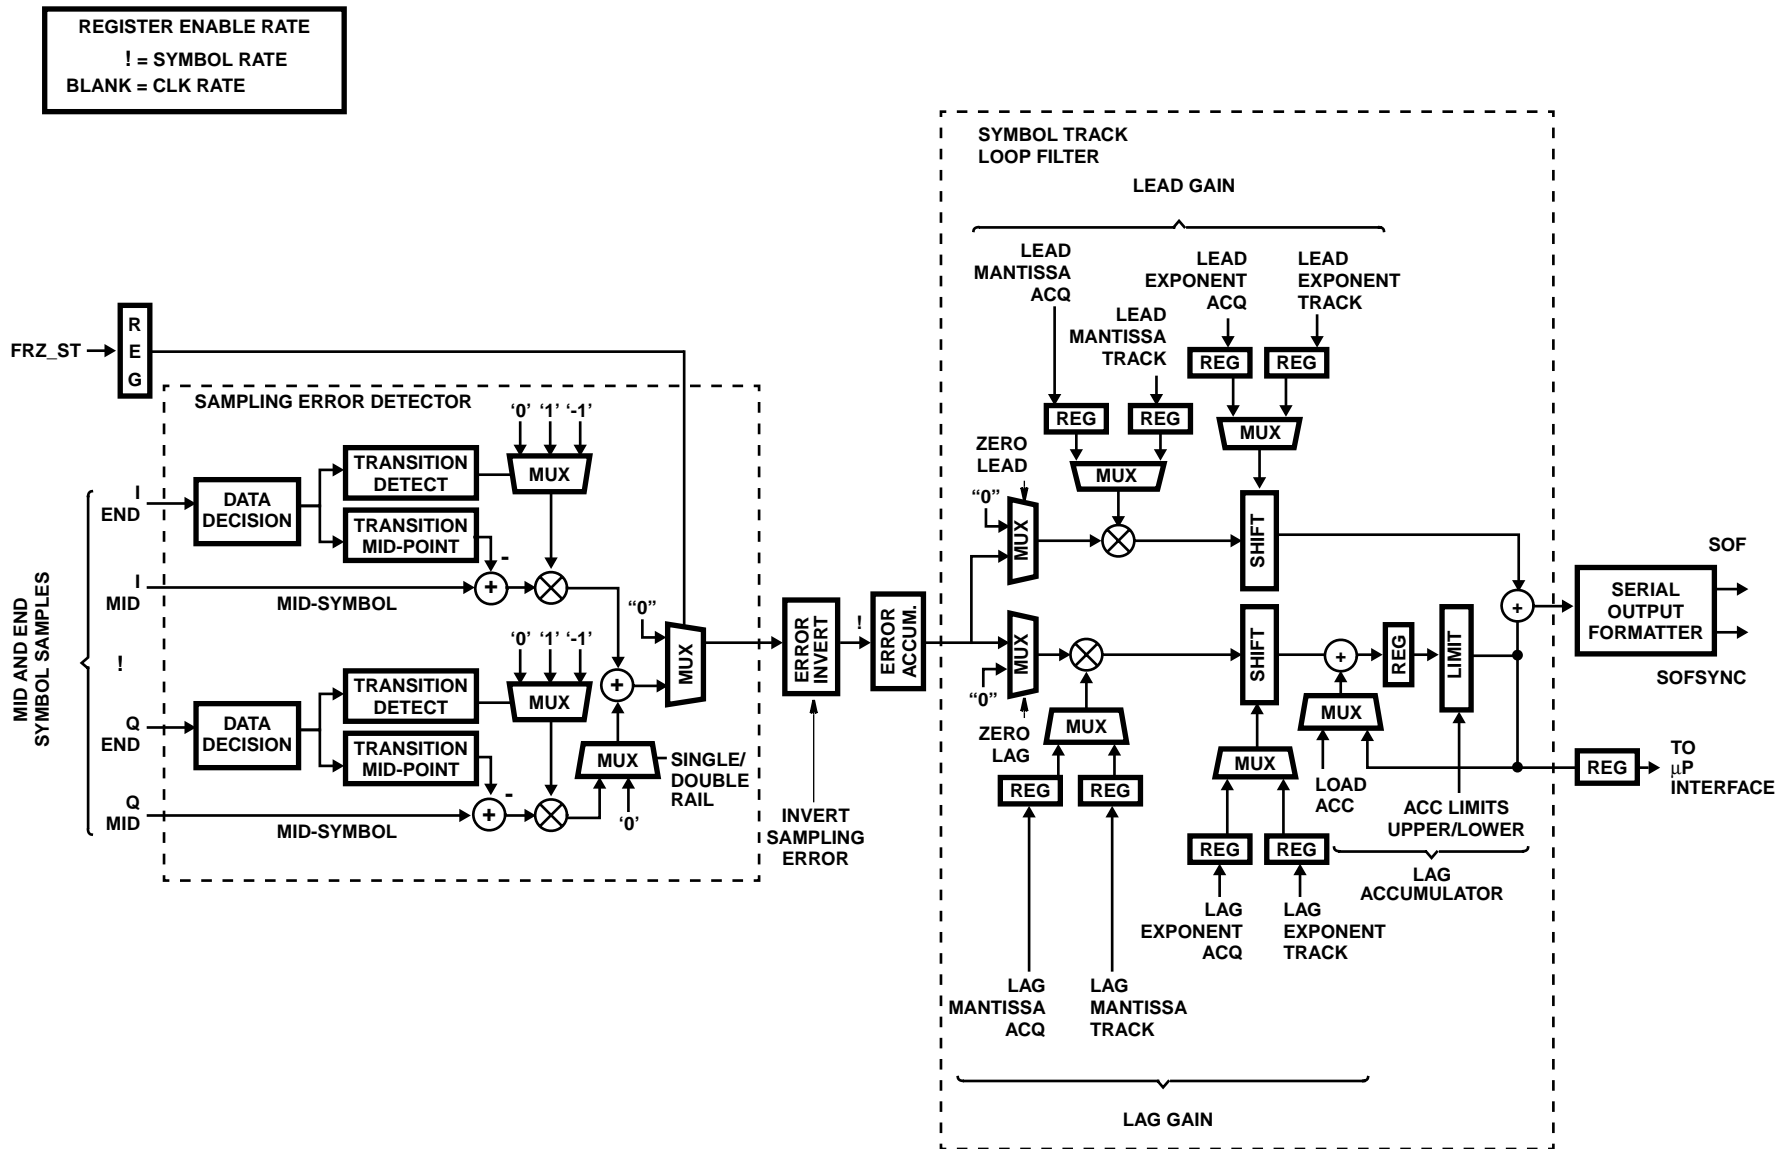 REGISTER ENABLE RATE
! = SYMBOL RATE
BLANK = CLK RATE
SYMBOL TRACK
LOOP FILTER
LEAD GAIN
LEAD
MANTISSA
ACQ
LEAD
MANTISSA
TRACK
LEAD
EXPONENT
ACQ
LEAD
EXPONENT
TRACK
REG
REG
REG
REG
MUX
MUX
FRZ_ST
R
E
G
SAMPLING ERROR DETECTOR
‘0’ ‘1’ ‘-1’
TRANSITION
DETECT
MUX
DATA
DECISION
TRANSITION
MID-POINT
-
+
I
END
I
MID
MID-SYMBOL
MID AND END
SYMBOL SAMPLES
!
‘0’ ‘1’ ‘-1’
TRANSITION
DETECT
MUX
DATA
DECISION
TRANSITION
MID-POINT
-
+
Q
END
Q
MID
MID-SYMBOL
+
MUX
SINGLE/
DOUBLE
RAIL
‘0’
“0”
MUX
ERROR
INVERT
INVERT
SAMPLING
ERROR
!
ERROR
ACCUM.
ZERO
LEAD
“0”
MUX
SHIFT
MUX
“0”
ZERO
LAG
MUX
REG
REG
LAG
MANTISSA
ACQ
LAG
MANTISSA
TRACK
SHIFT
MUX
REG
REG
LAG
EXPONENT
ACQ
LAG
EXPONENT
TRACK
+
REG
LIMIT
MUX
LOAD
ACC
ACC LIMITS
UPPER/LOWER
LAG
ACCUMULATOR
LAG GAIN
+
SERIAL
OUTPUT
FORMATTER
SOF
SOFSYNC
REG
TO
μP
INTERFACE